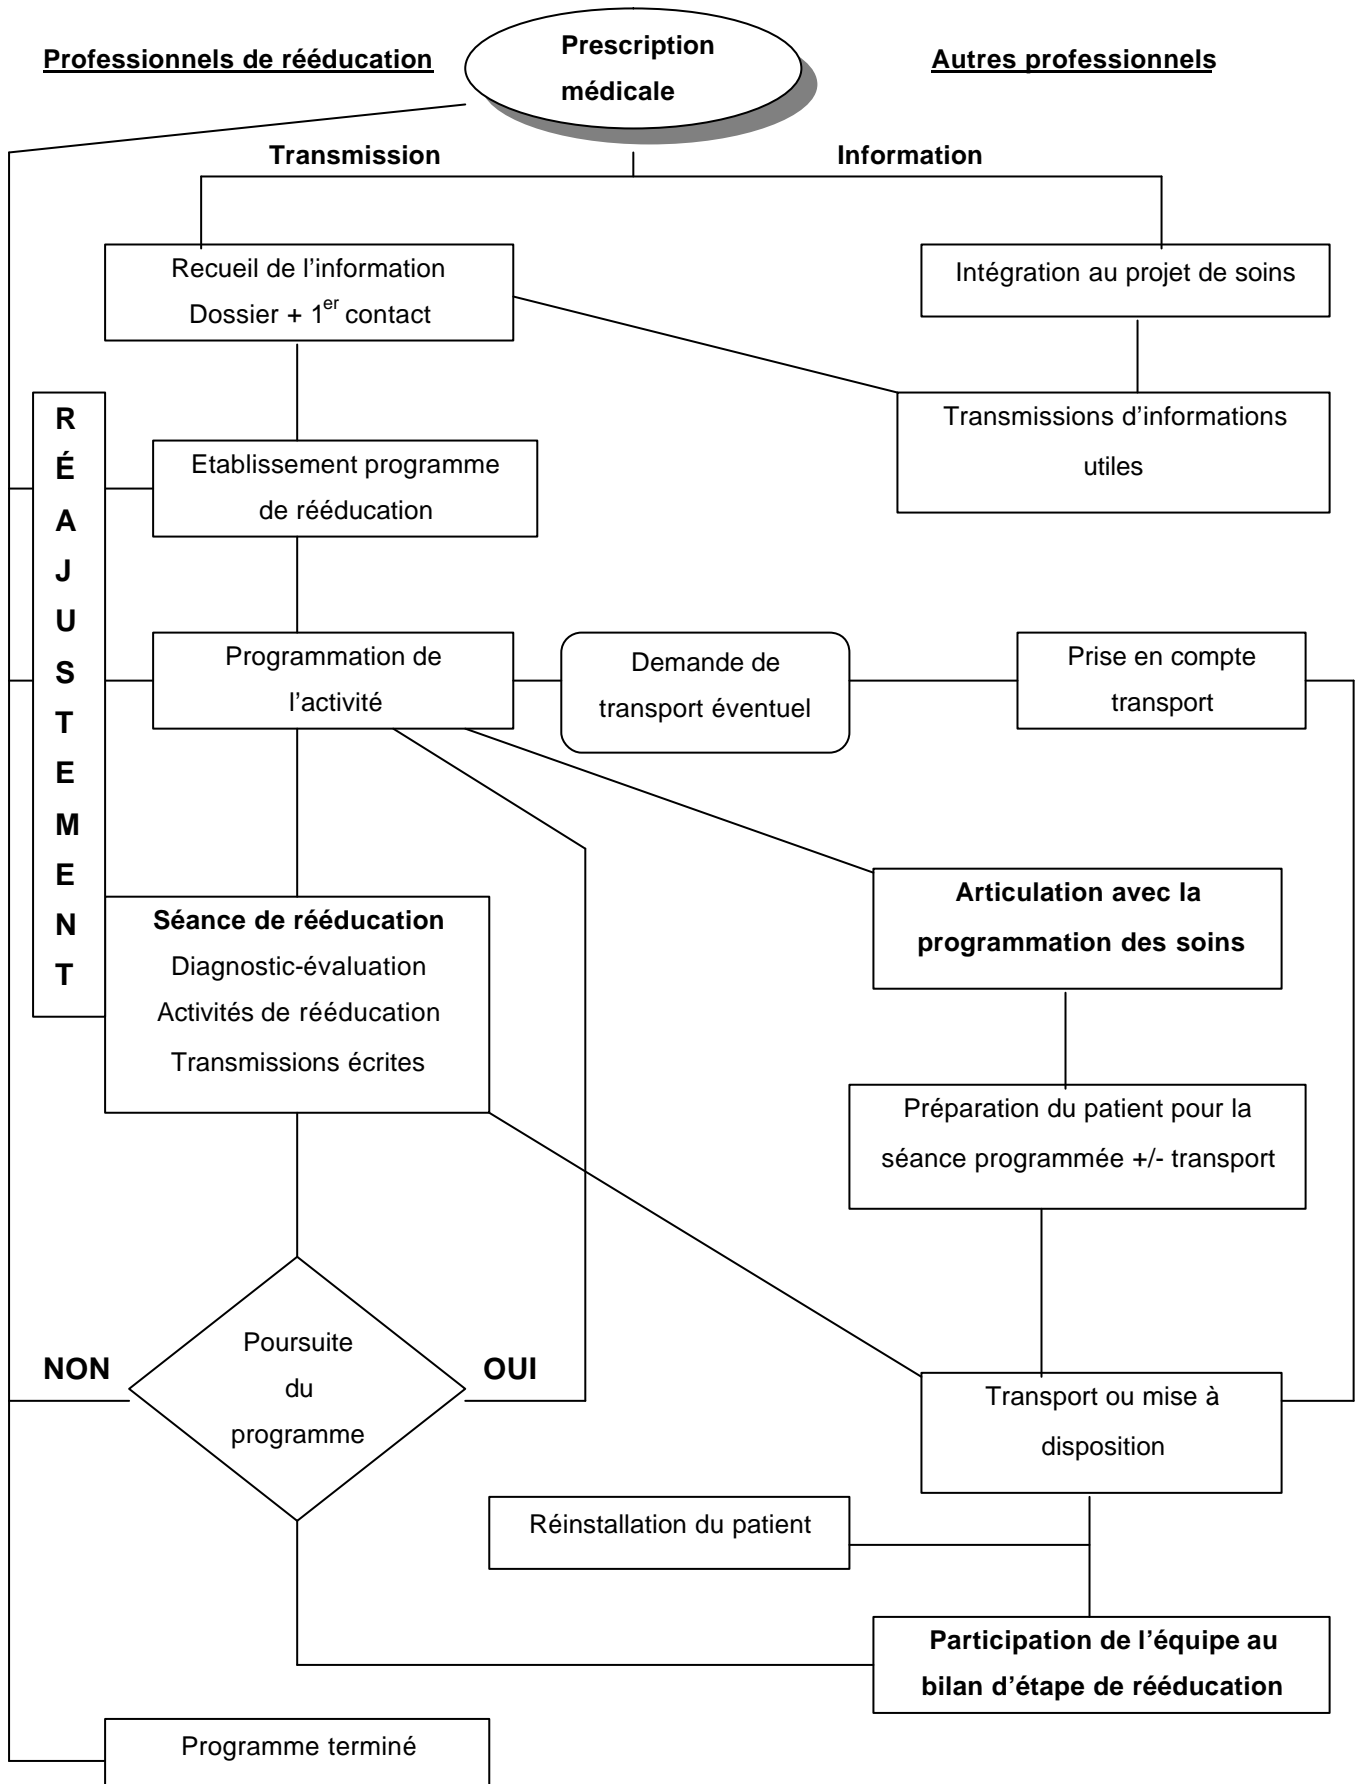 Professionnels de rééducation
Prescription
médicale
Autres professionnels
Transmission
Information
Recueil de l'information
Dossier + 1er contact
Intégration au projet de soins
Transmissions d'informations
utiles
R
É
A
J
U
S
T
E
M
E
N
T
Etablissement programme
de rééducation
Programmation de
l'activité
Demande de
transport éventuel
Prise en compte
transport
Articulation avec la
programmation des soins
Séance de rééducation
Diagnostic-évaluation
Activités de rééducation
Transmissions écrites
Préparation du patient pour la
séance programmée +/- transport
NON
Poursuite
du
programme
OUI
Transport ou mise à
disposition
Réinstallation du patient
Participation de l'équipe au
bilan d'étape de rééducation
Programme terminé